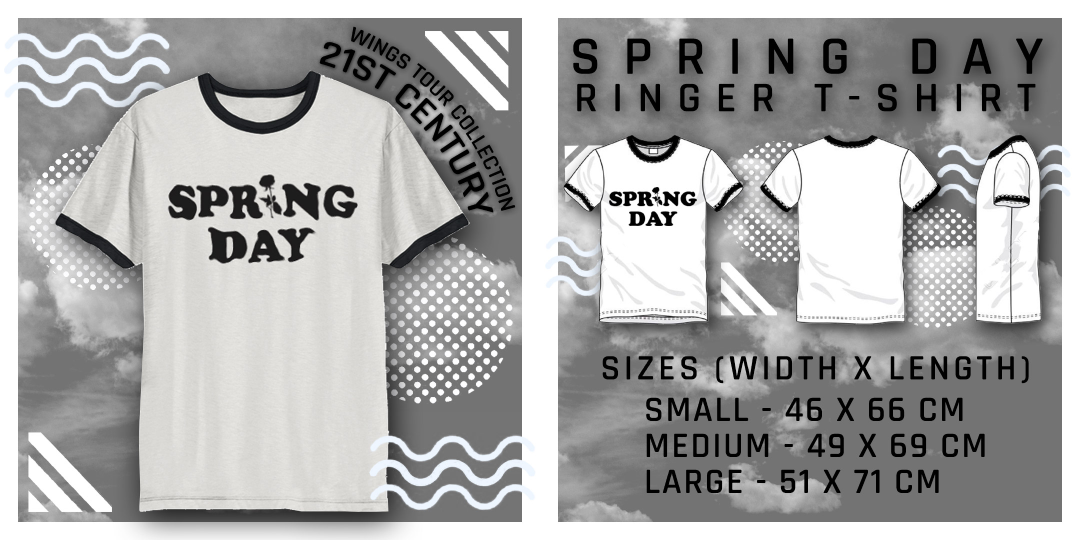 WINGS TOUR COLLECTION
21ST CENTURY
SPRING
DAY
SPRING DAY
RINGER T-SHIRT
SPRING
DAY
SIZES (WIDTH X LENGTH)
SMALL - 46 X 66 CM
MEDIUM - 49 X 69 CM
LARGE - 51 X 71 CM